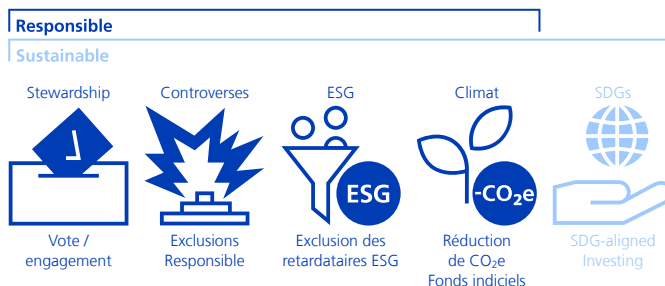 Responsible
Sustainable
Stewardship
Controverses
ESG
Climat
SDGs
ESG
-CO₂e
Vote /
engagement
Exclusions
Responsible
Exclusion des
retardataires ESG
Réduction
de CO₂e
Fonds indiciels
SDG-aligned
Investing